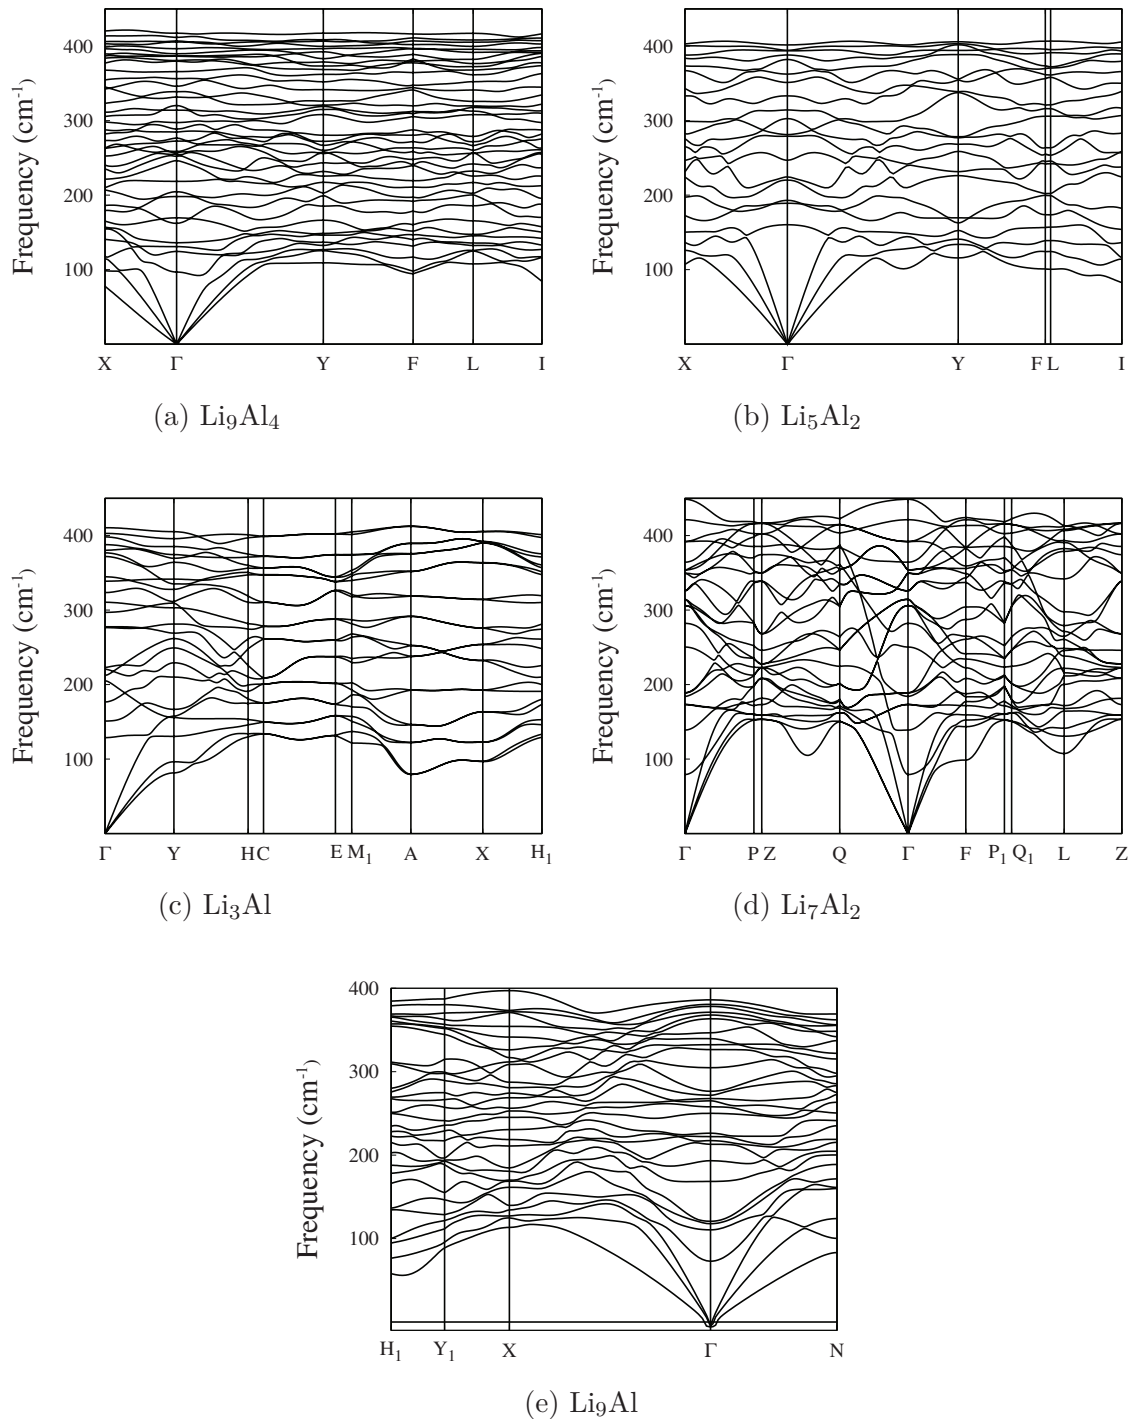 400
300
200
100
Frequency (cm⁻¹)
X Γ Y F L I
(a) Li₉Al₄
400
300
200
100
Frequency (cm⁻¹)
X Γ Y F L I
(b) Li₅Al₂
400
300
200
100
Frequency (cm⁻¹)
Γ Y H C E M₁ A X H₁
(c) Li₃Al
400
300
200
100
Frequency (cm⁻¹)
Γ P Z Q Γ F P₁ Q₁ L Z
(d) Li₇Al₂
400
300
200
100
Frequency (cm⁻¹)
H₁ Y₁ X Γ N
(e) Li₉Al